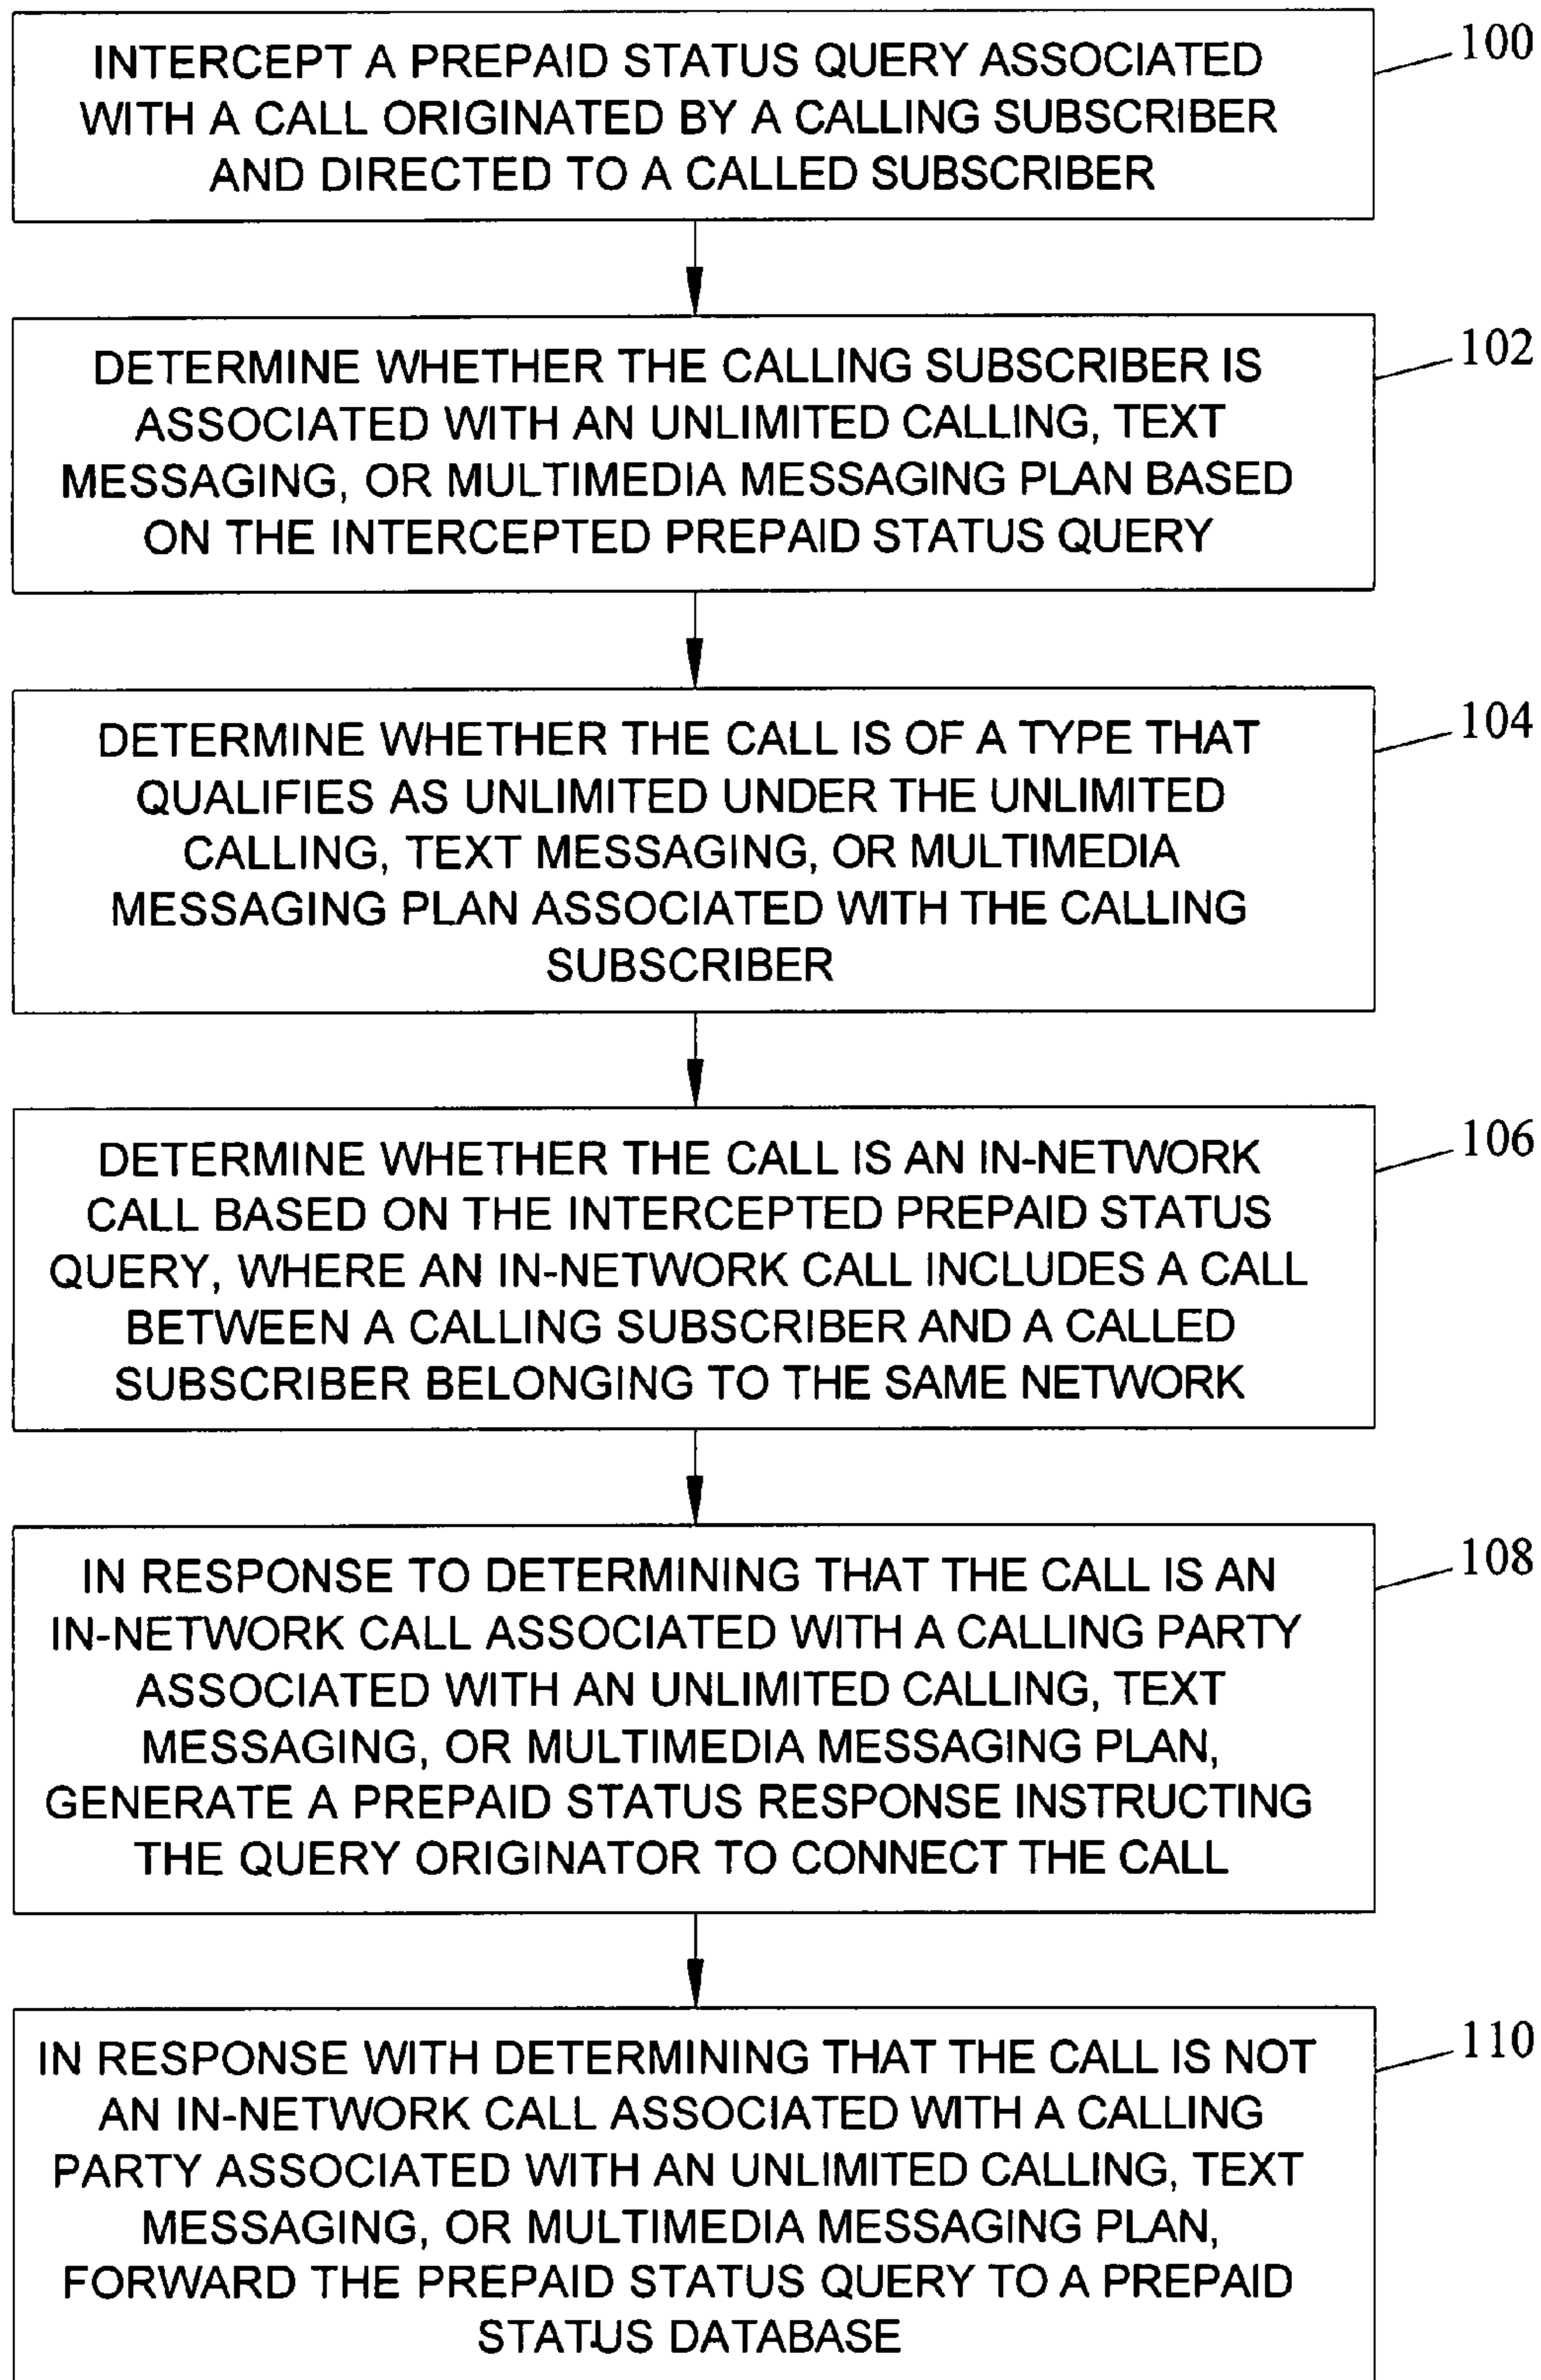 INTERCEPT A PREPAID STATUS QUERY ASSOCIATED
WITH A CALL ORIGINATED BY A CALLING SUBSCRIBER
AND DIRECTED TO A CALLED SUBSCRIBER
100
DETERMINE WHETHER THE CALLING SUBSCRIBER IS
ASSOCIATED WITH AN UNLIMITED CALLING, TEXT
MESSAGING, OR MULTIMEDIA MESSAGING PLAN BASED
ON THE INTERCEPTED PREPAID STATUS QUERY
102
DETERMINE WHETHER THE CALL IS OF A TYPE THAT
QUALIFIES AS UNLIMITED UNDER THE UNLIMITED
CALLING, TEXT MESSAGING, OR MULTIMEDIA
MESSAGING PLAN ASSOCIATED WITH THE CALLING
SUBSCRIBER
104
DETERMINE WHETHER THE CALL IS AN IN-NETWORK
CALL BASED ON THE INTERCEPTED PREPAID STATUS
QUERY, WHERE AN IN-NETWORK CALL INCLUDES A CALL
BETWEEN A CALLING SUBSCRIBER AND A CALLED
SUBSCRIBER BELONGING TO THE SAME NETWORK
106
IN RESPONSE TO DETERMINING THAT THE CALL IS AN
IN-NETWORK CALL ASSOCIATED WITH A CALLING PARTY
ASSOCIATED WITH AN UNLIMITED CALLING, TEXT
MESSAGING, OR MULTIMEDIA MESSAGING PLAN,
GENERATE A PREPAID STATUS RESPONSE INSTRUCTING
THE QUERY ORIGINATOR TO CONNECT THE CALL
108
IN RESPONSE WITH DETERMINING THAT THE CALL IS NOT
AN IN-NETWORK CALL ASSOCIATED WITH A CALLING
PARTY ASSOCIATED WITH AN UNLIMITED CALLING, TEXT
MESSAGING, OR MULTIMEDIA MESSAGING PLAN,
FORWARD THE PREPAID STATUS QUERY TO A PREPAID
STATUS DATABASE
110